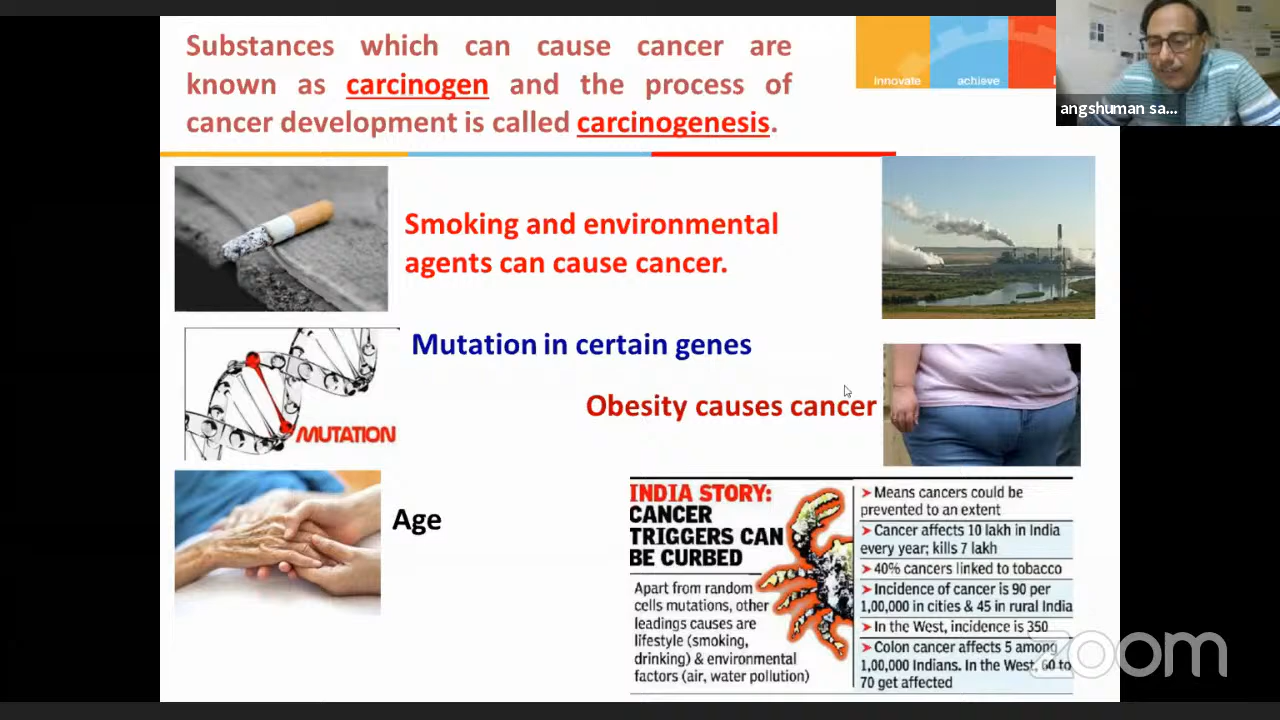 Substances which can cause cancer are
known as carcinogen and the process of
cancer development is called carcinogenesis.
innovate
achieve
angshuman sa...
Smoking and environmental
agents can cause cancer.
Mutation in certain genes
MUTATION
Obesity causes cancer
Age
INDIA STORY:
CANCER
TRIGGERS CAN
BE CURBED
Apart from random
cells mutations, other
leadings causes are
lifestyle (smoking,
drinking) & environmental
factors (air, water pollution)
➤ Means cancers could be
prevented to an extent
➤ Cancer affects 10 lakh in India
every year; kills 7 lakh
➤ 40% cancers linked to tobacco
➤ Incidence of cancer is 90 per
1,00,000 in cities & 45 in rural India
➤ In the West, incidence is 350
➤ Colon cancer affects 5 among
1,00,000 Indians. In the West, 60 to
70 get affected
zoom